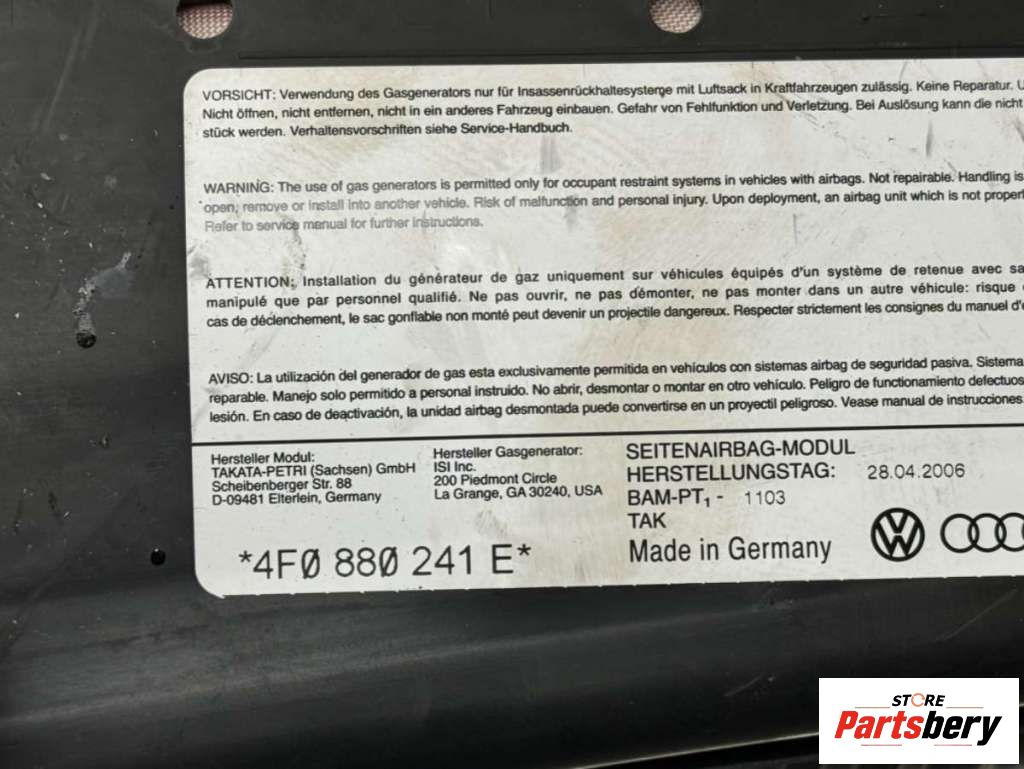 VORSICHT: Verwendung des Gasgenerators nur für Insassenrückhaltesysterge mit Luftsack in Kraftfahrzeugen zulässig. Keine Reparatur. U
Nicht öffnen, nicht entfernen, nicht in ein anderes Fahrzeug einbauen. Gefahr von Fehlfunktion und Verletzung. Bei Auslösung kann die nicht
stück werden. Verhaltensvorschriften siehe Service-Handbuch.
WARNING: The use of gas generators is permitted only for occupant restraint systems in vehicles with airbags. Not repairable. Handling is
open, remove or install into another vehicle. Risk of malfunction and personal injury. Upon deployment, an airbag unit which is not propert
Refer to service manual for further instructions.
ATTENTION: Installation du générateur de gaz uniquement sur véhicules équipés d'un système de retenue avec sa
manipulé que par personnel qualifié. Ne pas ouvrir, ne pas démonter, ne pas monter dans un autre véhicule: risque
cas de déclenchement, le sac gonflable non monté peut devenir un projectile dangereux. Respecter strictement les consignes du manuel d'e
AVISO: La utilización del generador de gas esta exclusivamente permitida en vehículos con sistemas airbag de seguridad pasiva. Sistema
reparable. Manejo solo permitido a personal instruido. No abrir, desmontar o montar en otro vehículo. Peligro de functionamiento defectuos
lesión. En caso de deactivación, la unidad airbag desmontada puede convertirse en un proyectil peligroso. Vease manual de instrucciones
Hersteller Modul:
TAKATA-PETRI (Sachsen) GmbH
Scheibenberger Str. 88
D-09481 Elterlein, Germany
Hersteller Gasgenerator:
ISI Inc.
200 Piedmont Circle
La Grange, GA 30240, USA
SEITENAIRBAG-MODUL
HERSTELLUNGSTAG: 28.04.2006
BAM-PT₁ - 1103
TAK
Made in Germany
*4F0 880 241 E*
STORE
Partsbery